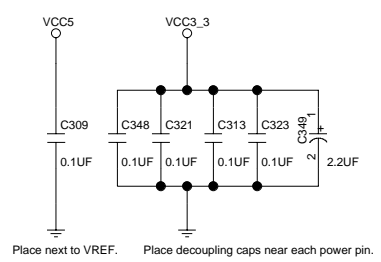 VCC5 VCC3_3
C309 C348 C321 C313 C323 C349 1 + 2
0.1UF 0.1UF 0.1UF 0.1UF 0.1UF 2.2UF
Place next to VREF. Place decoupling caps near each power pin.